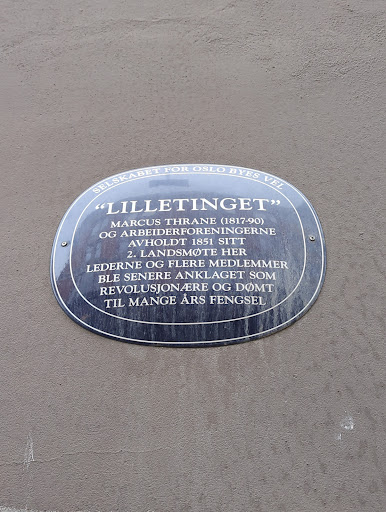 SELSKABET FOR OSLO BYES VEL
"LILLETINGET"
MARCUS THRANE (1817-90)
OG ARBEIDERFORENINGERNE
AVHOLDT 1851 SITT
2. LANDSMØTE HER
LEDERNE OG FLERE MEDLEMMER
BLE SENERE ANKLAGET SOM
REVOLUSJONÆRE OG DØMT
TIL MANGE ÅRS FENGSEL